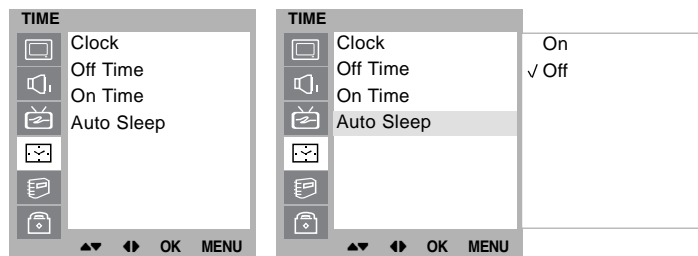 TIME
Clock
Off Time
On Time
Auto Sleep
OK MENU
TIME
Clock
Off Time
On Time
Auto Sleep
On
√ Off
OK MENU